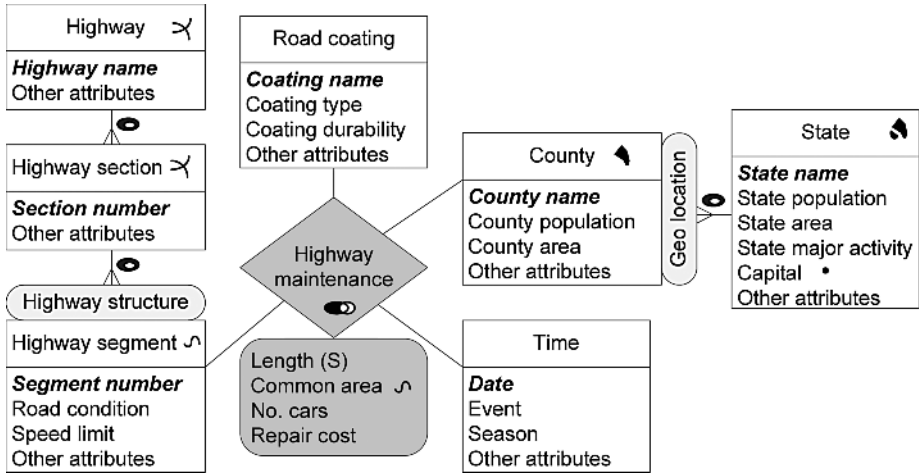 Highway
Highway name
Other attributes
Highway section
Section number
Other attributes
Highway structure
Highway segment
Segment number
Road condition
Speed limit
Other attributes
Road coating
Coating name
Coating type
Coating durability
Other attributes
Highway
maintenance
Length (S)
Common area
No. cars
Repair cost
County
County name
County population
County area
Other attributes
Geo location
State
State name
State population
State area
State major activity
Capital
Other attributes
Time
Date
Event
Season
Other attributes